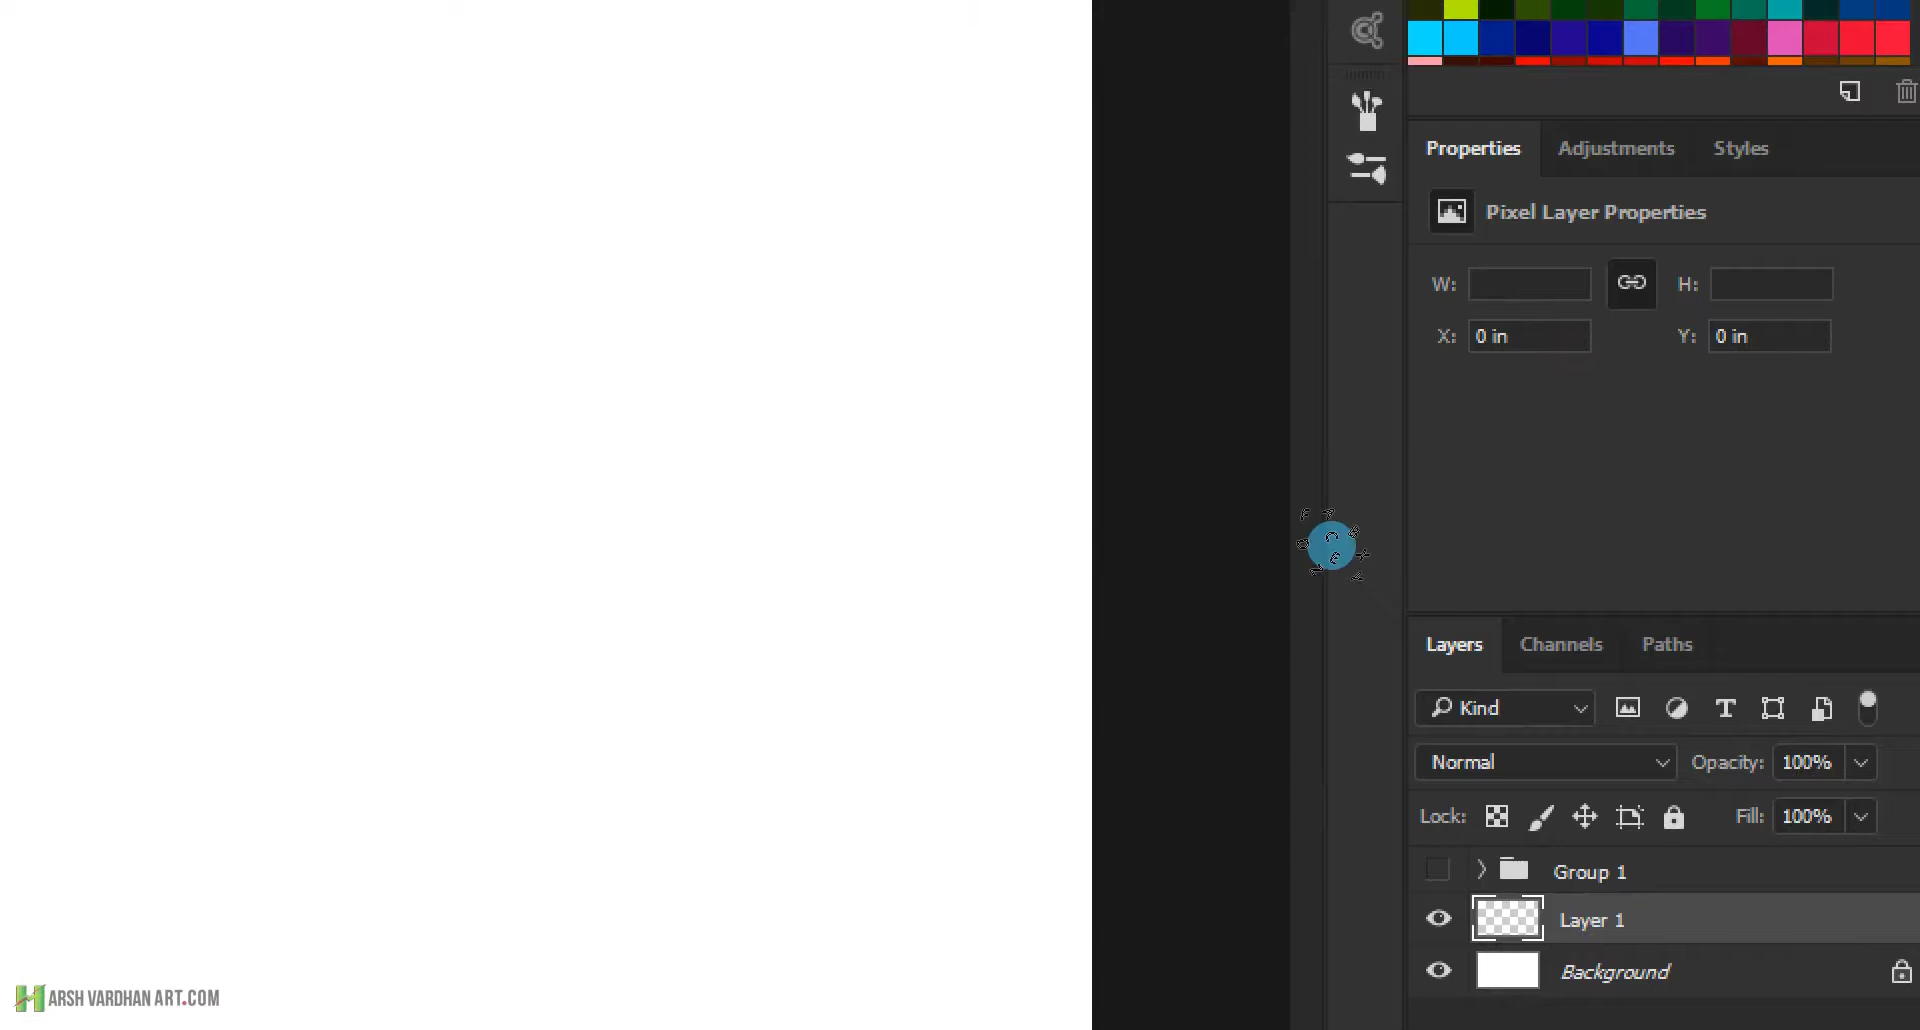 Properties Adjustments Styles
Pixel Layer Properties
W: H:
X: 0 in Y: 0 in
Layers Channels Paths
Kind
Normal Opacity: 100%
Lock: Fill: 100%
Group 1
Layer 1
Background
HARSH VARDHAN ART.COM